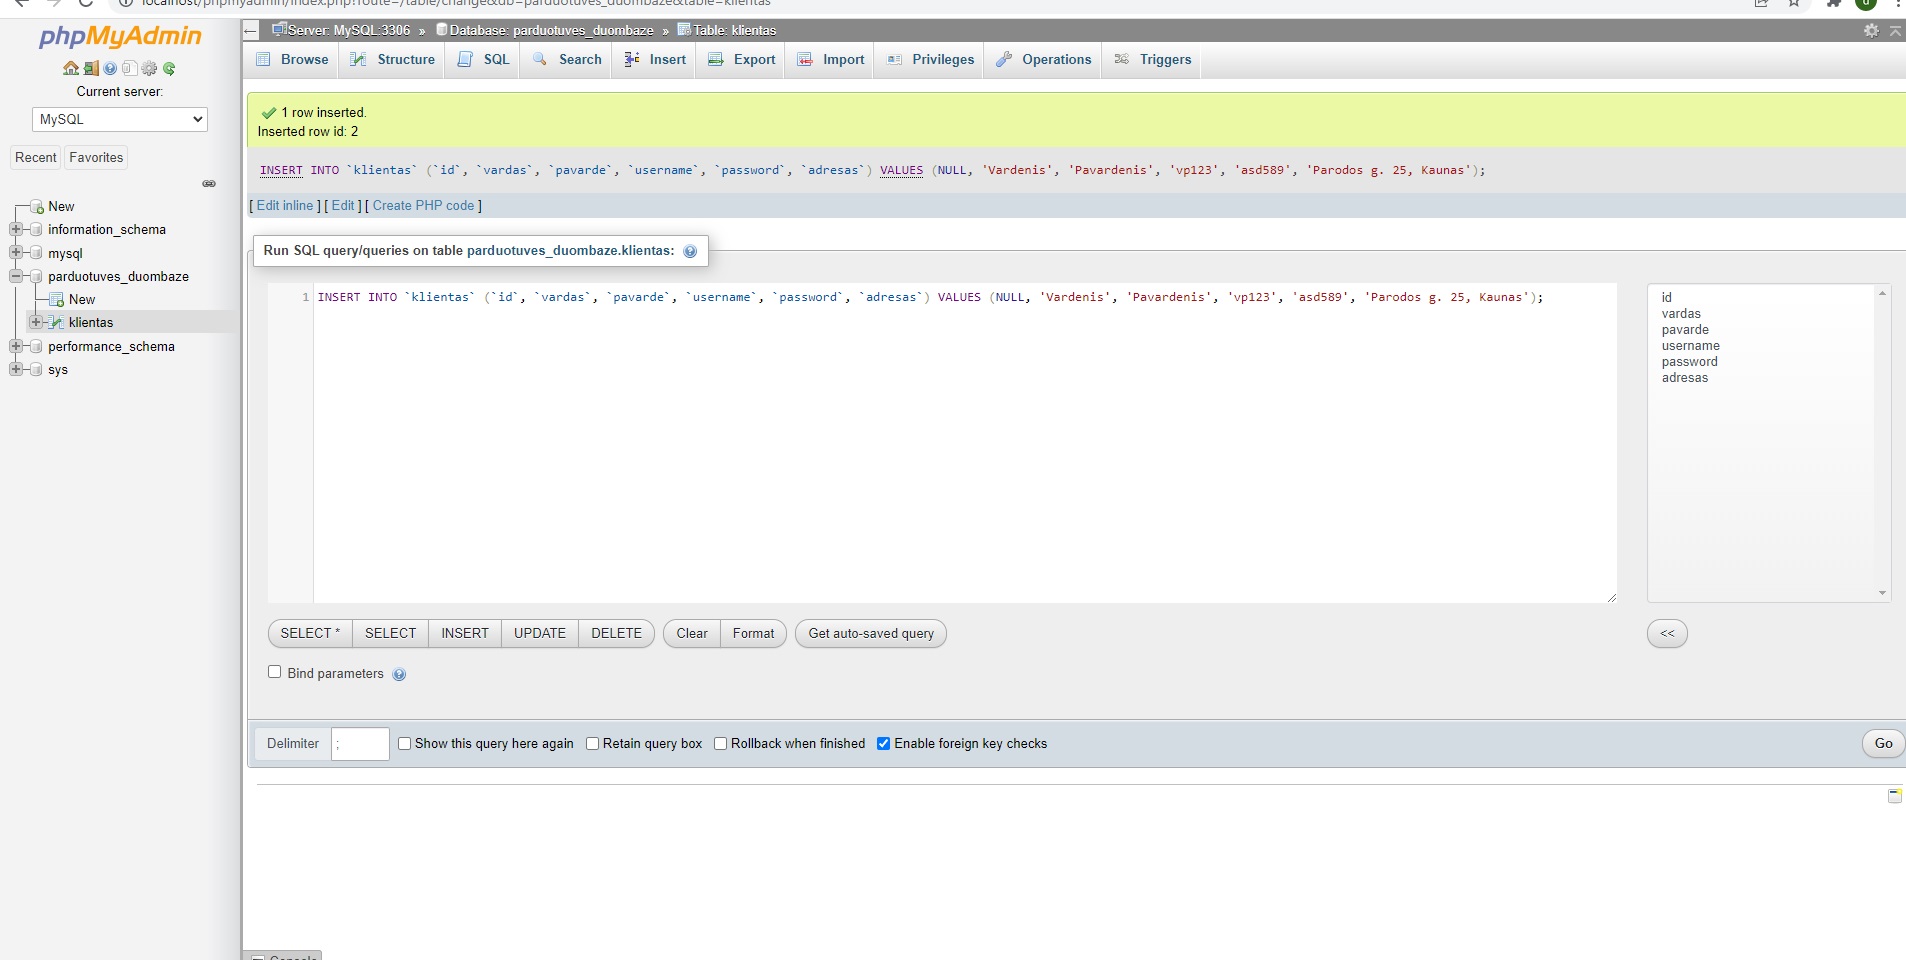 localhost/phpmyadmin/index.php?route=/table/change&db=parduotuves_duombaze&table=klientas
phpMyAdmin
Current server:
MySQL
Recent Favorites
New
information_schema
mysql
parduotuves_duombaze
New
klientas
performance_schema
sys
Server: MySQL:3306 » Database: parduotuves_duombaze » Table: klientas
Browse Structure SQL Search Insert Export Import Privileges Operations Triggers
1 row inserted.
Inserted row id: 2
INSERT INTO `klientas` (`id`, `vardas`, `pavarde`, `username`, `password`, `adresas`) VALUES (NULL, 'Vardenis', 'Pavardenis', 'vp123', 'asd589', 'Parodos g. 25, Kaunas');
[ Edit inline ] [ Edit ] [ Create PHP code ]
Run SQL query/queries on table parduotuves_duombaze.klientas:
1 INSERT INTO `klientas` (`id`, `vardas`, `pavarde`, `username`, `password`, `adresas`) VALUES (NULL, 'Vardenis', 'Pavardenis', 'vp123', 'asd589', 'Parodos g. 25, Kaunas');
id
vardas
pavarde
username
password
adresas
SELECT * SELECT INSERT UPDATE DELETE Clear Format Get auto-saved query <<
Bind parameters
Delimiter ; Show this query here again Retain query box Rollback when finished Enable foreign key checks Go
Console